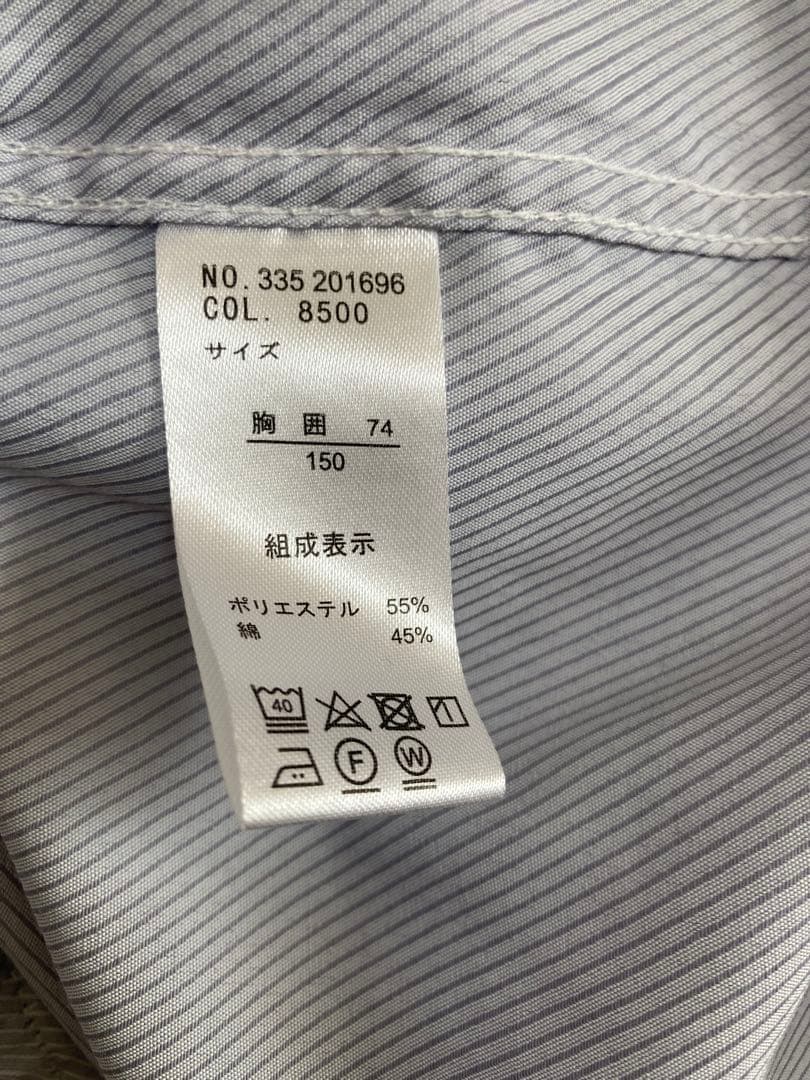 NO. 335 201696
COL. 8500
サイズ
胸 囲 74
150
組成表示
ポリエステル 55%
綿 45%
40
F W